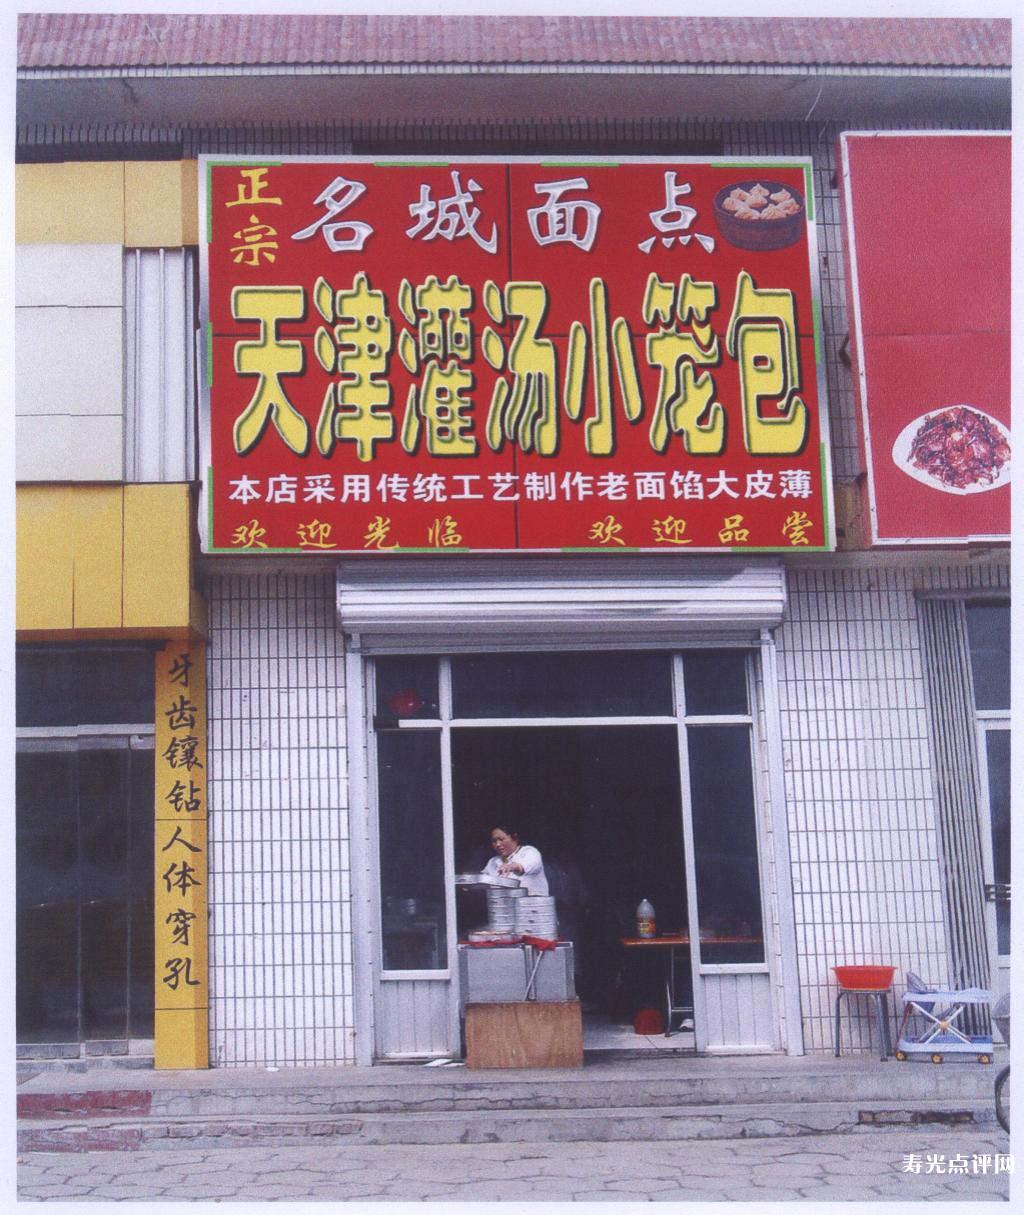 正宗
名城面点
天津灌汤小笼包
本店采用传统工艺制作老面馅大皮薄
欢迎光临 欢迎品尝
牙齿镶钻人体穿孔
寿光点评网